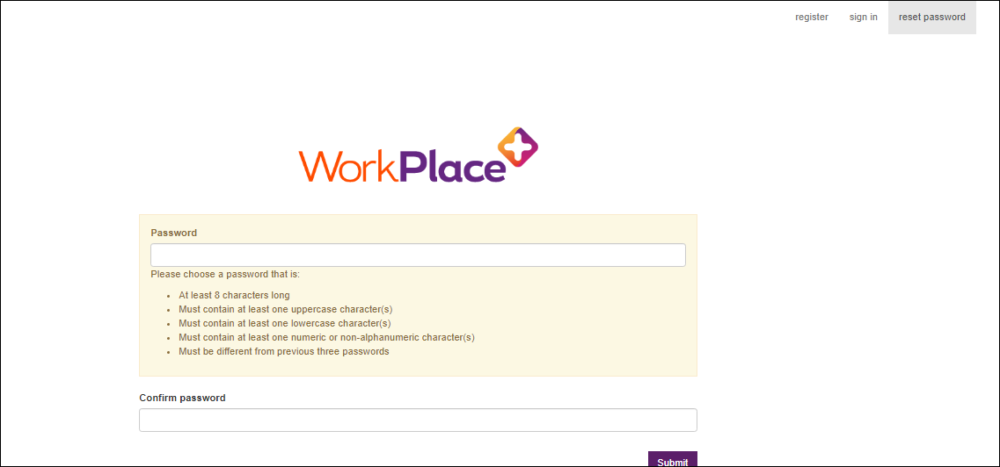 register sign in reset password
WorkPlace
Password
Please choose a password that is:
At least 8 characters long
Must contain at least one uppercase character(s)
Must contain at least one lowercase character(s)
Must contain at least one numeric or non-alphanumeric character(s)
Must be different from previous three passwords
Confirm password
Submit